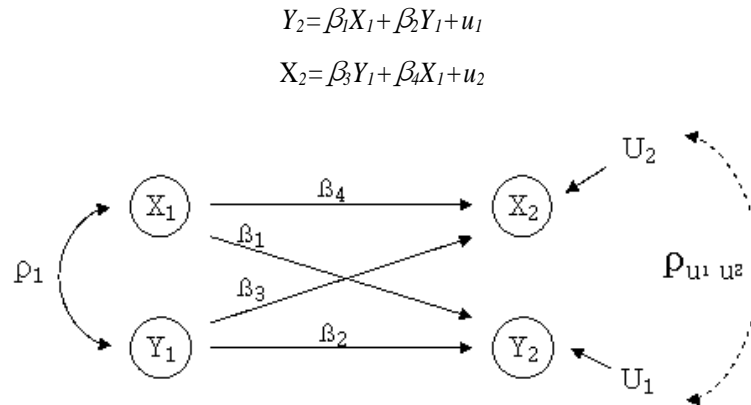 Y₂=β₁X₁+β₂Y₁+u₁
X₂=β₃Y₁+β₄X₁+u₂
U₂
X₁ ß₄ X₂
ß₁
ρ₁ ß₃ ρᵤ₁ ᵤ₂
Y₁ ß₂ Y₂
U₁